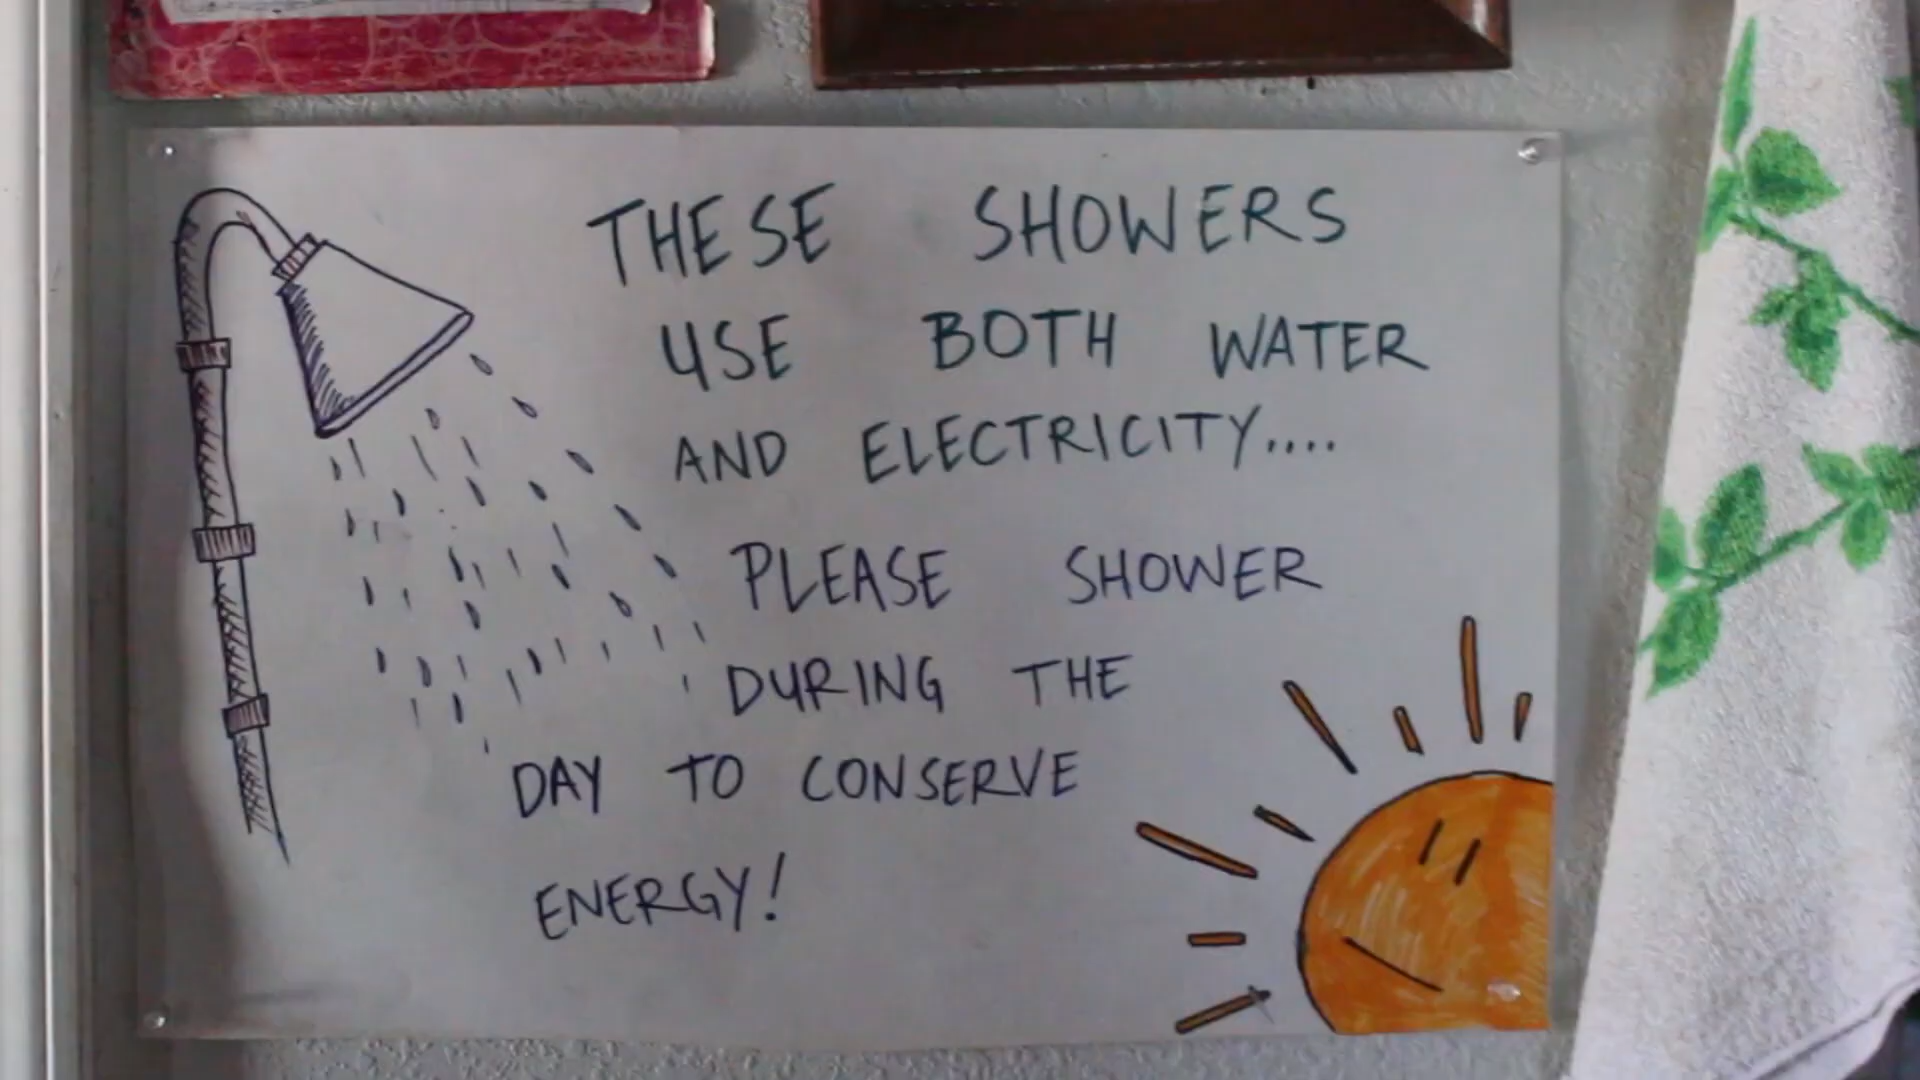 THESE SHOWERS
USE BOTH WATER
AND ELECTRICITY....
PLEASE SHOWER
DURING THE
DAY TO CONSERVE
ENERGY!